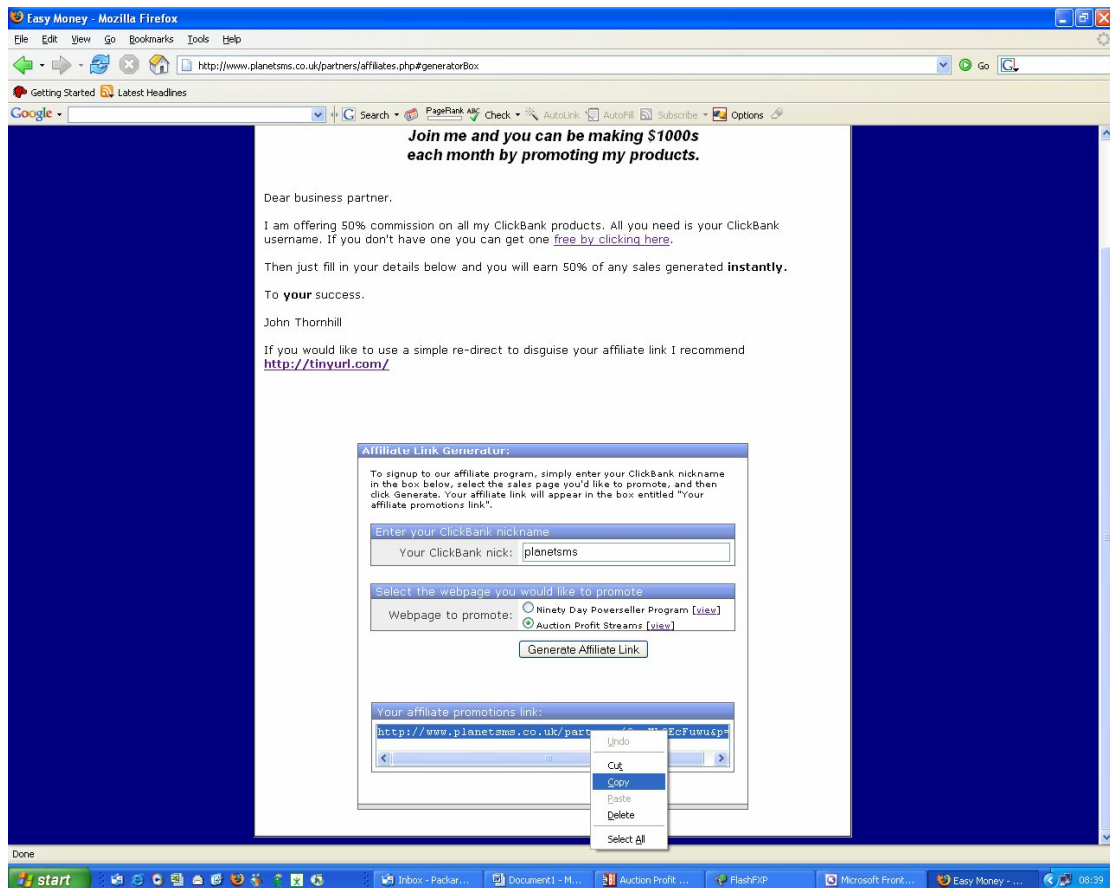 Easy Money - Mozilla Firefox
File Edit View Go Bookmarks Tools Help
http://www.planetsms.co.uk/partners/affiliates.php#generatorBox Go
Getting Started Latest Headlines
Google Search PageRank ABC Check AutoLink AutoFill Subscribe Options
Join me and you can be making $1000s
each month by promoting my products.
Dear business partner.
I am offering 50% commission on all my ClickBank products. All you need is your ClickBank
username. If you don't have one you can get one free by clicking here.
Then just fill in your details below and you will earn 50% of any sales generated instantly.
To your success.
John Thornhill
If you would like to use a simple re-direct to disguise your affiliate link I recommend
http://tinyurl.com/
Affiliate Link Generator:
To signup to our affiliate program, simply enter your ClickBank nickname
in the box below, select the sales page you'd like to promote, and then
click Generate. Your affiliate link will appear in the box entitled "Your
affiliate promotions link".
Enter your ClickBank nickname
Your ClickBank nick: planetsms
Select the webpage you would like to promote
Webpage to promote:
Ninety Day Powerseller Program [view]
Auction Profit Streams [view]
Generate Affiliate Link
Your affiliate promotions link:
http://www.planetsms.co.uk/part
Undo
Cut
Copy
Paste
Delete
Select All
Done
start Inbox - Packar... Document1 - M... Auction Profit ... FlashFXP Microsoft Front... Easy Money - ... 08:39